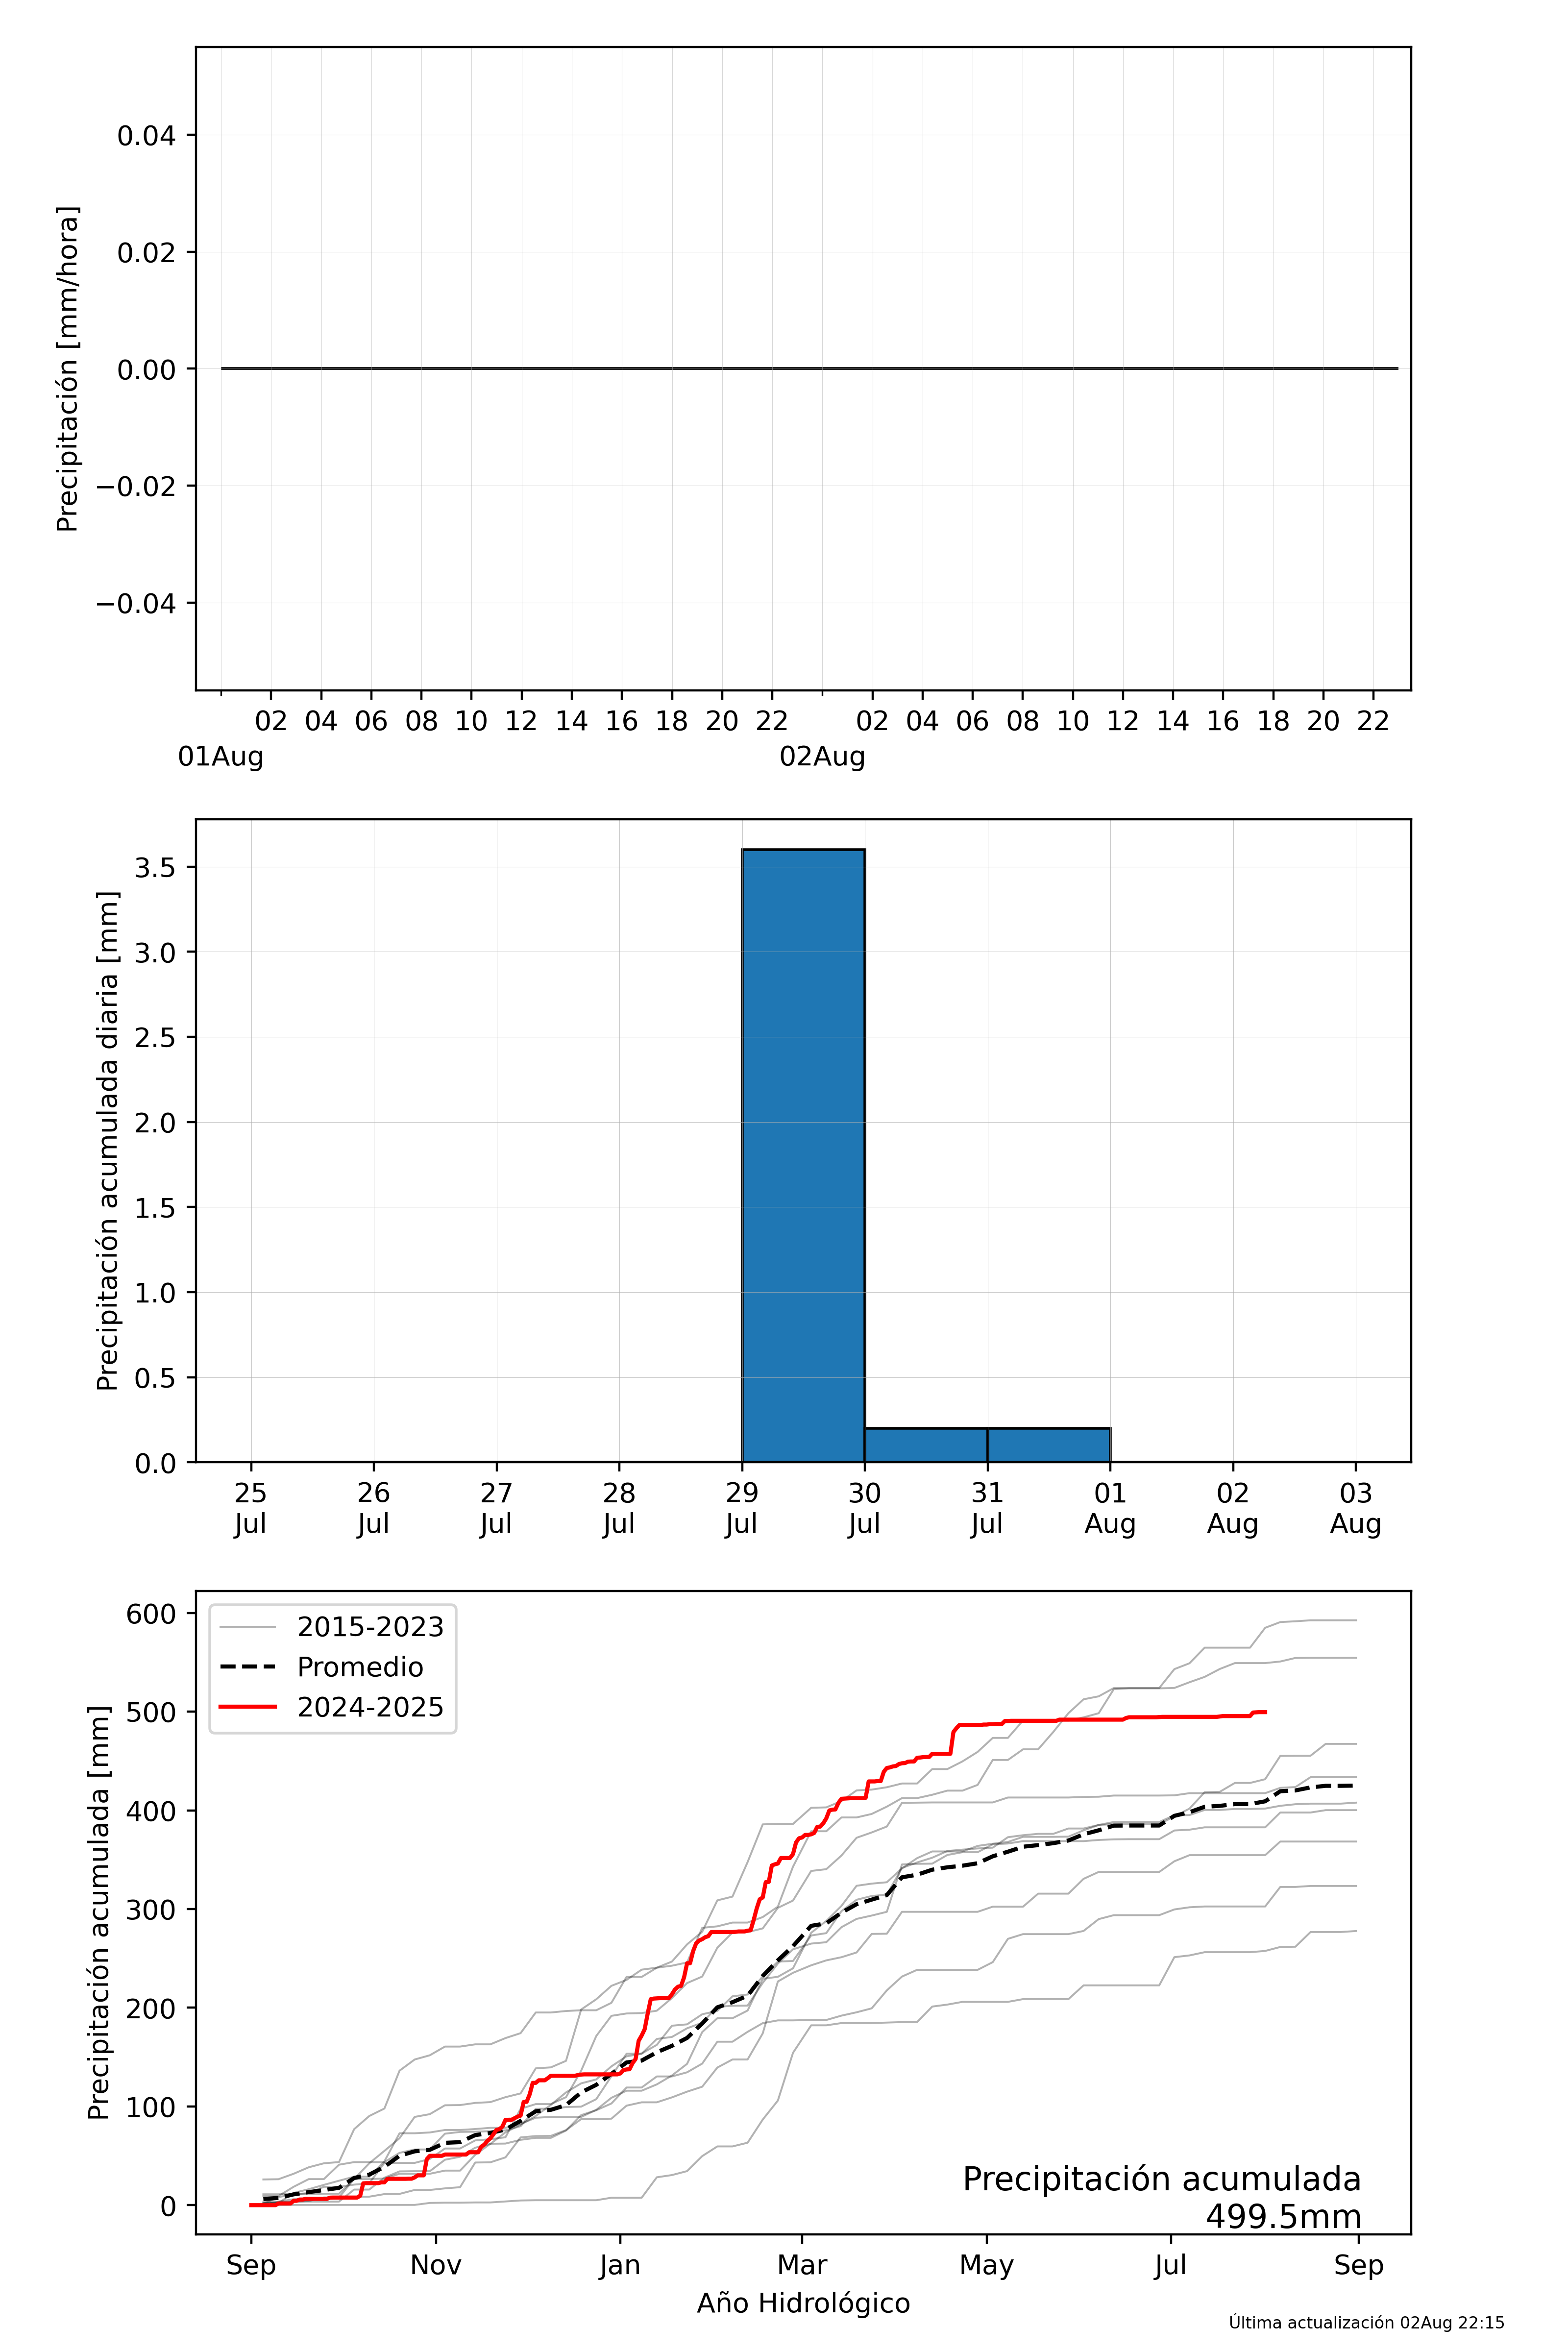 Precipitación [mm/hora]
0.04
0.02
0.00
−0.02
−0.04
02 04 06 08 10 12 14 16 18 20 22 02 04 06 08 10 12 14 16 18 20 22
01Aug 02Aug
Precipitación acumulada diaria [mm]
3.5
3.0
2.5
2.0
1.5
1.0
0.5
0.0
25 26 27 28 29 30 31 01 02 03
Jul Jul Jul Jul Jul Jul Jul Aug Aug Aug
Precipitación acumulada [mm]
600
500
400
300
200
100
0
2015-2023
Promedio
2024-2025
Precipitación acumulada
499.5mm
Sep Nov Jan Mar May Jul Sep
Año Hidrológico
Última actualización 02Aug 22:15